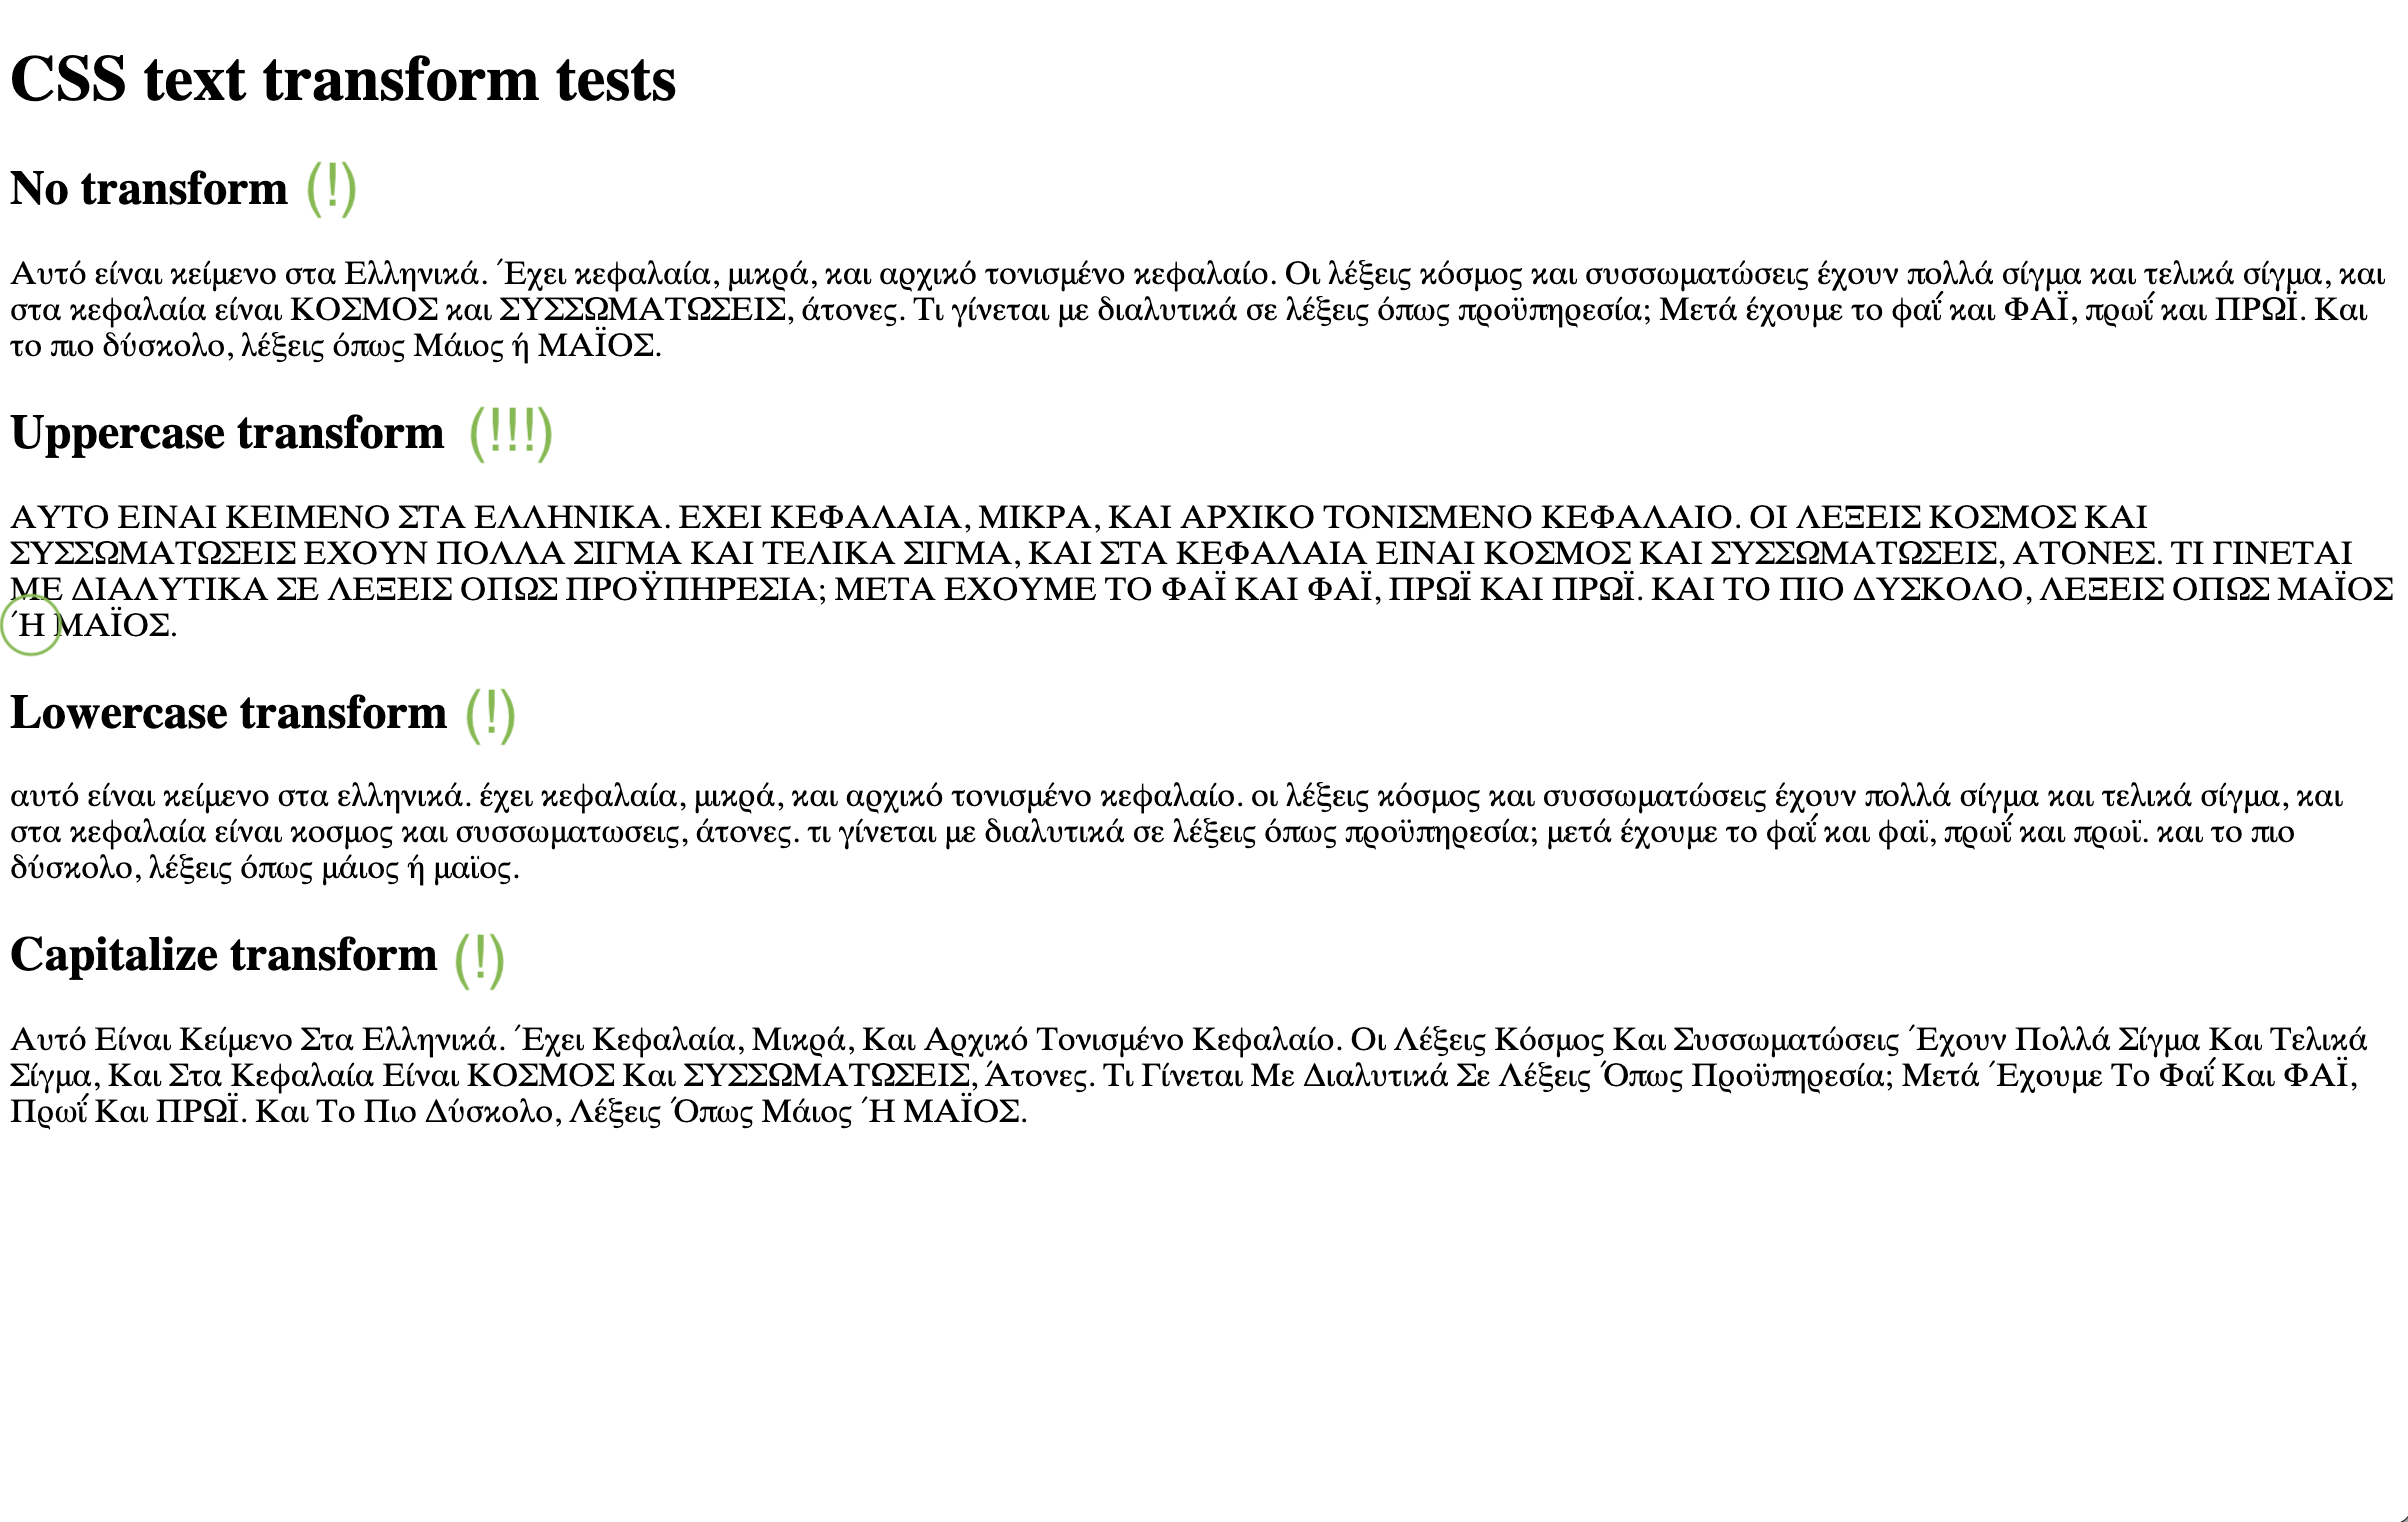 CSS text transform tests
No transform (!)
Αυτό είναι κείμενο στα Ελληνικά. Έχει κεφαλαία, μικρά, και αρχικό τονισμένο κεφαλαίο. Οι λέξεις κόσμος και συσσωματώσεις έχουν πολλά σίγμα και τελικά σίγμα, και
στα κεφαλαία είναι ΚΟΣΜΟΣ και ΣΥΣΣΩΜΑΤΩΣΕΙΣ, άτονες. Τι γίνεται με διαλυτικά σε λέξεις όπως προϋπηρεσία; Μετά έχουμε το φαΐ και ΦΑΪ, πρωΐ και ΠΡΩΪ. Και
το πιο δύσκολο, λέξεις όπως Μάιος ή ΜΑΪΟΣ.
Uppercase transform (!!!)
ΑΥΤΟ ΕΙΝΑΙ ΚΕΙΜΕΝΟ ΣΤΑ ΕΛΛΗΝΙΚΑ. ΕΧΕΙ ΚΕΦΑΛΑΙΑ, ΜΙΚΡΑ, ΚΑΙ ΑΡΧΙΚΟ ΤΟΝΙΣΜΕΝΟ ΚΕΦΑΛΑΙΟ. ΟΙ ΛΕΞΕΙΣ ΚΟΣΜΟΣ ΚΑΙ
ΣΥΣΣΩΜΑΤΩΣΕΙΣ ΕΧΟΥΝ ΠΟΛΛΑ ΣΙΓΜΑ ΚΑΙ ΤΕΛΙΚΑ ΣΙΓΜΑ, ΚΑΙ ΣΤΑ ΚΕΦΑΛΑΙΑ ΕΙΝΑΙ ΚΟΣΜΟΣ ΚΑΙ ΣΥΣΣΩΜΑΤΩΣΕΙΣ, ΑΤΟΝΕΣ. ΤΙ ΓΙΝΕΤΑΙ
ΜΕ ΔΙΑΛΥΤΙΚΑ ΣΕ ΛΕΞΕΙΣ ΟΠΩΣ ΠΡΟΫΠΗΡΕΣΙΑ; ΜΕΤΑ ΕΧΟΥΜΕ ΤΟ ΦΑΪ ΚΑΙ ΦΑΪ, ΠΡΩΪ ΚΑΙ ΠΡΩΪ. ΚΑΙ ΤΟ ΠΙΟ ΔΥΣΚΟΛΟ, ΛΕΞΕΙΣ ΟΠΩΣ ΜΑΪΟΣ
Ή ΜΑΪΟΣ.
Lowercase transform (!)
αυτό είναι κείμενο στα ελληνικά. έχει κεφαλαία, μικρά, και αρχικό τονισμένο κεφαλαίο. οι λέξεις κόσμος και συσσωματώσεις έχουν πολλά σίγμα και τελικά σίγμα, και
στα κεφαλαία είναι κοσμος και συσσωματωσεις, άτονες. τι γίνεται με διαλυτικά σε λέξεις όπως προϋπηρεσία; μετά έχουμε το φαΐ και φαϊ, πρωΐ και πρωϊ. και το πιο
δύσκολο, λέξεις όπως μάιος ή μαϊος.
Capitalize transform (!)
Αυτό Είναι Κείμενο Στα Ελληνικά. Έχει Κεφαλαία, Μικρά, Και Αρχικό Τονισμένο Κεφαλαίο. Οι Λέξεις Κόσμος Και Συσσωματώσεις Έχουν Πολλά Σίγμα Και Τελικά
Σίγμα, Και Στα Κεφαλαία Είναι ΚΟΣΜΟΣ Και ΣΥΣΣΩΜΑΤΩΣΕΙΣ, Άτονες. Τι Γίνεται Με Διαλυτικά Σε Λέξεις Όπως Προϋπηρεσία; Μετά Έχουμε Το Φαΐ Και ΦΑΪ,
Πρωΐ Και ΠΡΩΪ. Και Το Πιο Δύσκολο, Λέξεις Όπως Μάιος Ή ΜΑΪΟΣ.